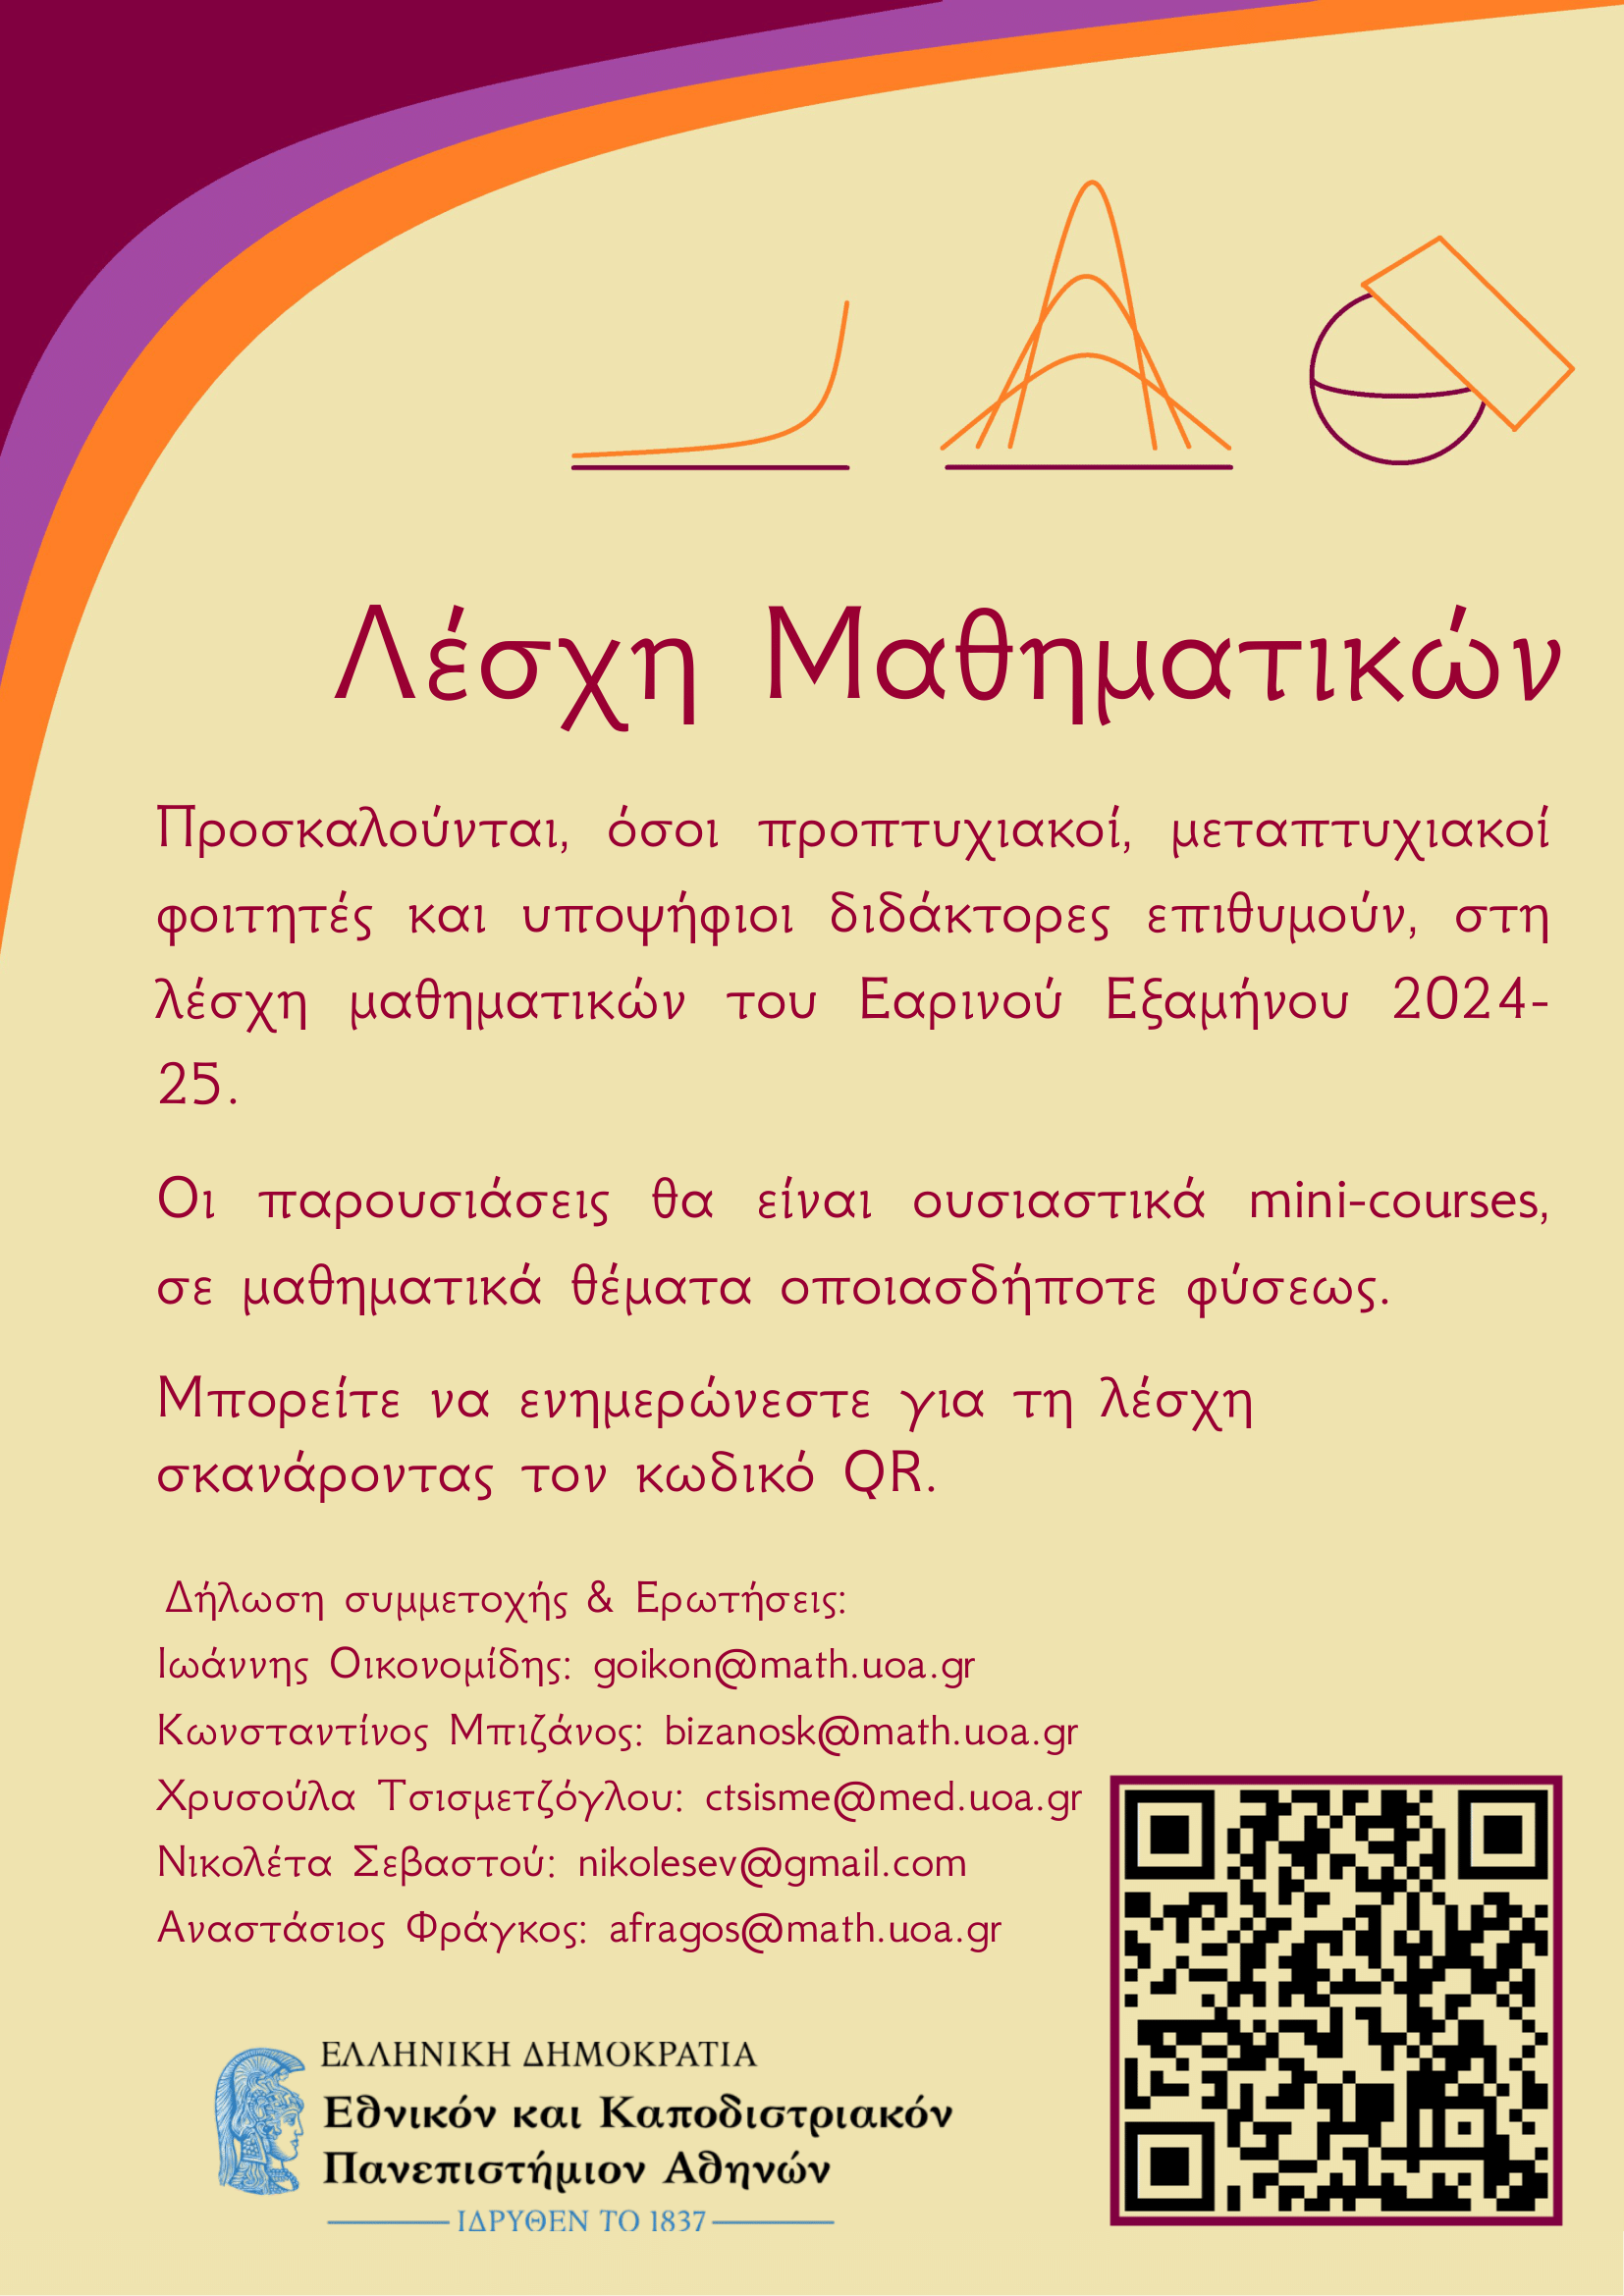 Λέσχη Μαθηματικών
Προσκαλούνται, όσοι προπτυχιακοί, μεταπτυχιακοί
φοιτητές και υποψήφιοι διδάκτορες επιθυμούν, στη
λέσχη μαθηματικών του Εαρινού Εξαμήνου 2024-
25.
Οι παρουσιάσεις θα είναι ουσιαστικά mini-courses,
σε μαθηματικά θέματα οποιασδήποτε φύσεως.
Μπορείτε να ενημερώνεστε για τη λέσχη
σκανάροντας τον κωδικό QR.
Δήλωση συμμετοχής & Ερωτήσεις:
Ιωάννης Οικονομίδης: goikon@math.uoa.gr
Κωνσταντίνος Μπιζάνος: bizanosk@math.uoa.gr
Χρυσούλα Τσισμετζόγλου: ctsisme@med.uoa.gr
Νικολέτα Σεβαστού: nikolesev@gmail.com
Αναστάσιος Φράγκος: afragos@math.uoa.gr
ΕΛΛΗΝΙΚΗ ΔΗΜΟΚΡΑΤΙΑ
Εθνικόν και Καποδιστριακόν
Πανεπιστήμιον Αθηνών
ΙΔΡΥΘΕΝ ΤΟ 1837